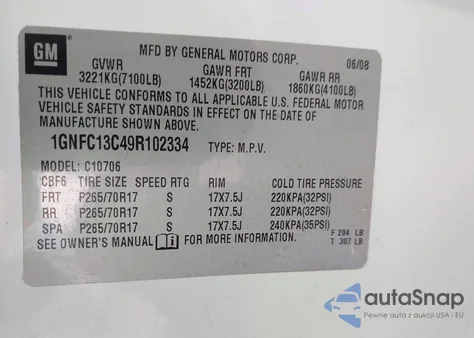 GM
MFD BY GENERAL MOTORS CORP. 06/08
GVWR GAWR FRT GAWR RR
3221KG(7100LB) 1452KG(3200LB) 1860KG(4100LB)
THIS VEHICLE CONFORMS TO ALL APPLICABLE U.S. FEDERAL MOTOR
VEHICLE SAFETY STANDARDS IN EFFECT ON THE DATE OF
MANUFACTURE SHOWN ABOVE.
1GNFC13C49R102334 TYPE: M.P.V.
MODEL: C10706
CBF6 TIRE SIZE SPEED RTG RIM COLD TIRE PRESSURE
FRT P265/70R17 S 17X7.5J 220KPA(32PSI)
RR P265/70R17 S 17X7.5J 220KPA(32PSI)
SPA P265/70R17 S 17X7.5J 240KPA(35PSI)
SEE OWNER'S MANUAL FOR MORE INFORMATION.
F 204 LB
T 307 LB
autoSnap
Pewne auta z aukcji USA i EU